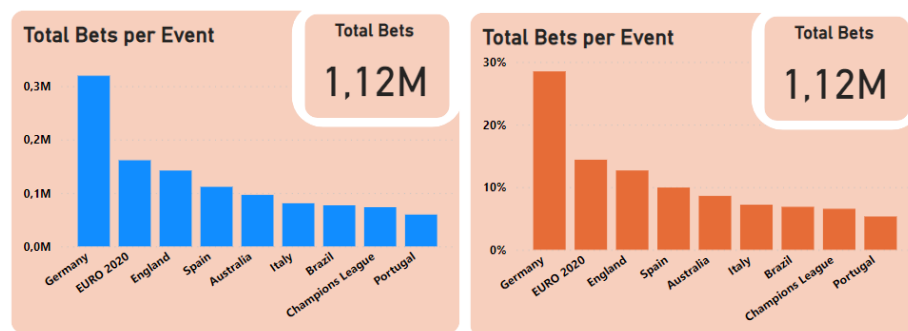 Total Bets per Event
Total Bets
1,12M
0,3M
0,2M
0,1M
0,0M
Germany
EURO 2020
England
Spain
Australia
Italy
Brazil
Champions League
Portugal
Total Bets per Event
Total Bets
1,12M
30%
20%
10%
0%
Germany
EURO 2020
England
Spain
Australia
Italy
Brazil
Champions League
Portugal